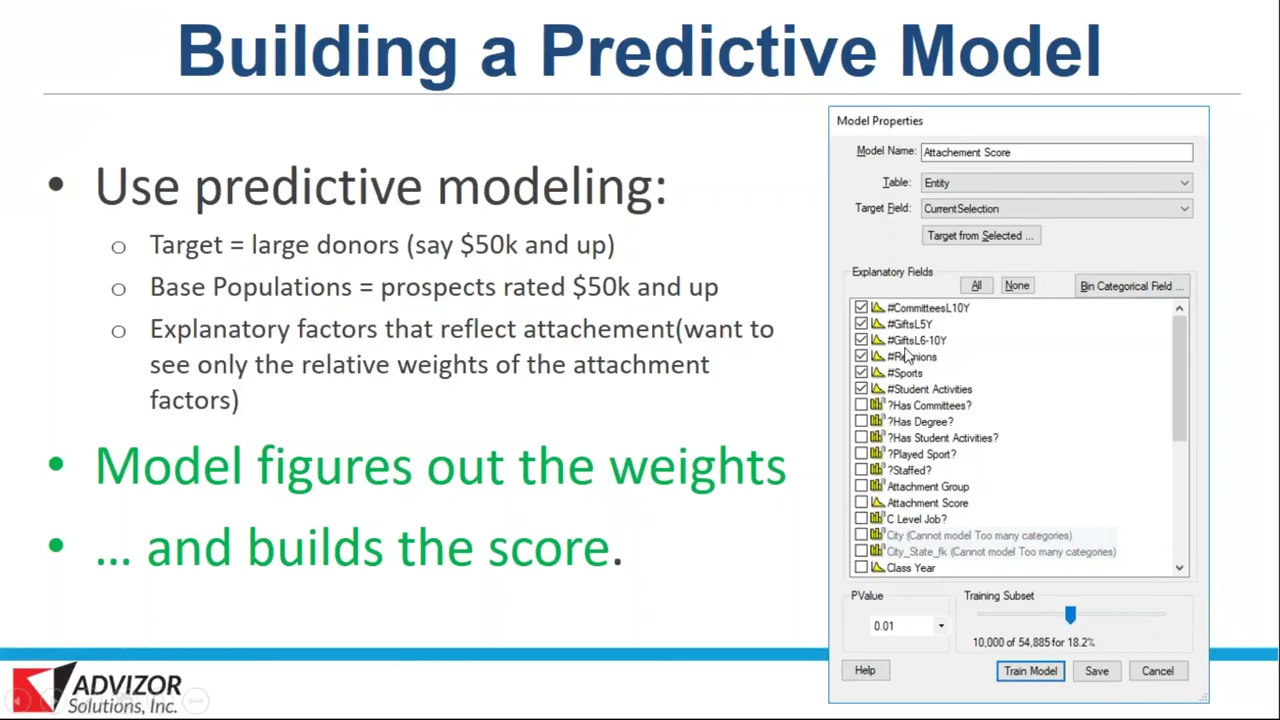 Building a Predictive Model
• Use predictive modeling:
o Target = large donors (say $50k and up)
o Base Populations = prospects rated $50k and up
o Explanatory factors that reflect attachement(want to
see only the relative weights of the attachment
factors)
• Model figures out the weights
• ... and builds the score.
Model Properties
Model Name: Attachement Score
Table: Entity
Target Field: CurrentSelection
Target from Selected ...
Explanatory Fields
All None Bin Categorical Field ...
#CommitteesL10Y
#GiftsL5Y
#GiftsL6-10Y
#Reunions
#Sports
#Student Activities
?Has Committees?
?Has Degree?
?Has Student Activities?
?Played Sport?
?Staffed?
Attachment Group
Attachment Score
C Level Job?
City (Cannot model Too many categories)
City_State_fk (Cannot model Too many categories)
Class Year
PValue
0.01
Training Subset
10,000 of 54,885 for 18.2%
Help Train Model Save Cancel
ADVIZOR
Solutions, Inc.